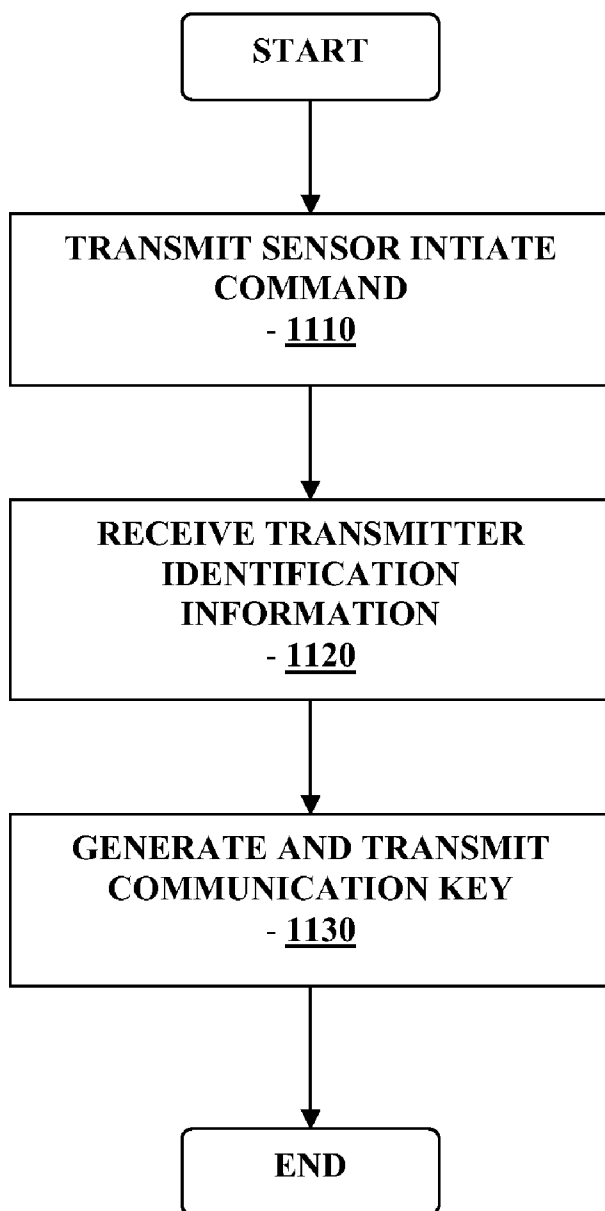 START
TRANSMIT SENSOR INTIATE
COMMAND
- 1110
RECEIVE TRANSMITTER
IDENTIFICATION
INFORMATION
- 1120
GENERATE AND TRANSMIT
COMMUNICATION KEY
- 1130
END